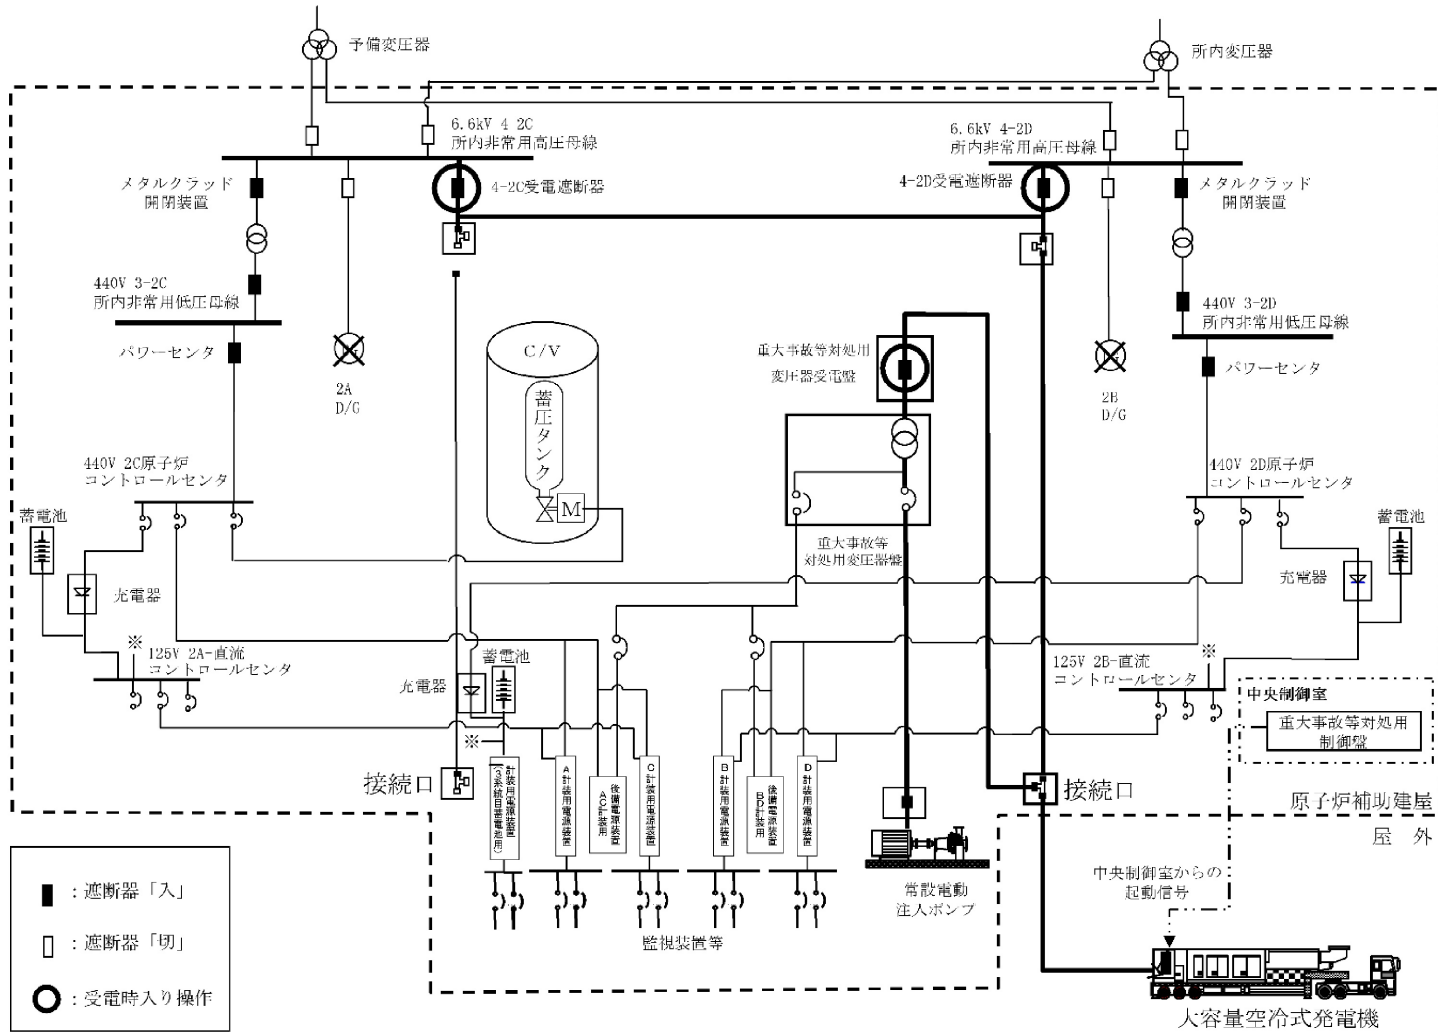 予備変圧器
所内変圧器
6.6kV 4-2C
所内非常用高圧母線
6.6kV 4-2D
所内非常用高圧母線
メタルクラッド
開閉装置
4-2C受電遮断器
4-2D受電遮断器
メタルクラッド
開閉装置
440V 3-2C
所内非常用低圧母線
440V 3-2D
所内非常用低圧母線
パワーセンタ
C/V
蓄圧タンク
M
重大事故等対処用
変圧器受電盤
パワーセンタ
2A
D/G
2B
D/G
440V 2C原子炉
コントロールセンタ
440V 2D原子炉
コントロールセンタ
蓄電池
蓄電池
重大事故等
対処用変圧器盤
充電器
充電器
※
125V 2A-直流
コントロールセンタ
蓄電池
充電器
※
※
125V 2B-直流
コントロールセンタ
中央制御室
重大事故等対処用
制御盤
接続口
計装用電源装置
(3系統目蓄電池用)
A計装用電源装置
後備電源装置
AC計装用
C計装用電源装置
B計装用電源装置
後備電源装置
BD計装用
D計装用電源装置
接続口
原子炉補助建屋
屋外
常設電動
注入ポンプ
監視装置等
中央制御室からの
起動信号
大容量空冷式発電機
:遮断器「入」
:遮断器「切」
:受電時入り操作